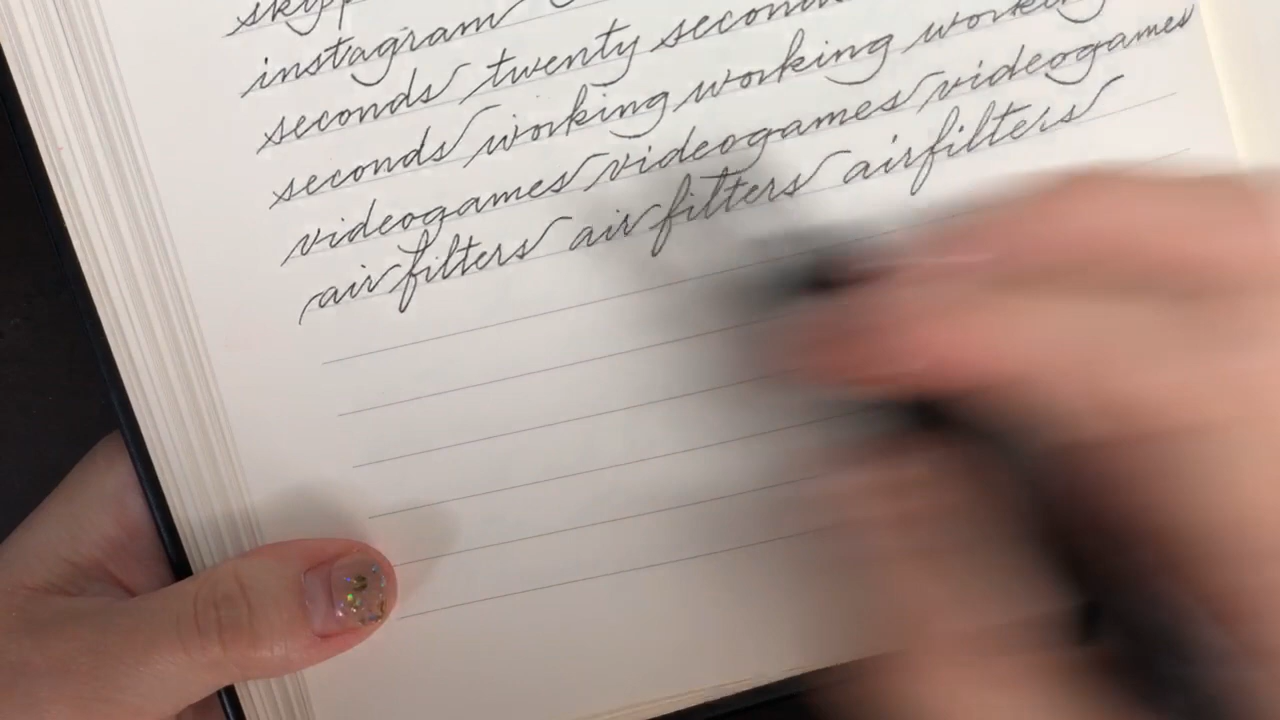 instagram
seconds twenty
seconds working working
videogames videogames videogames
airfilters airfilters airfilters